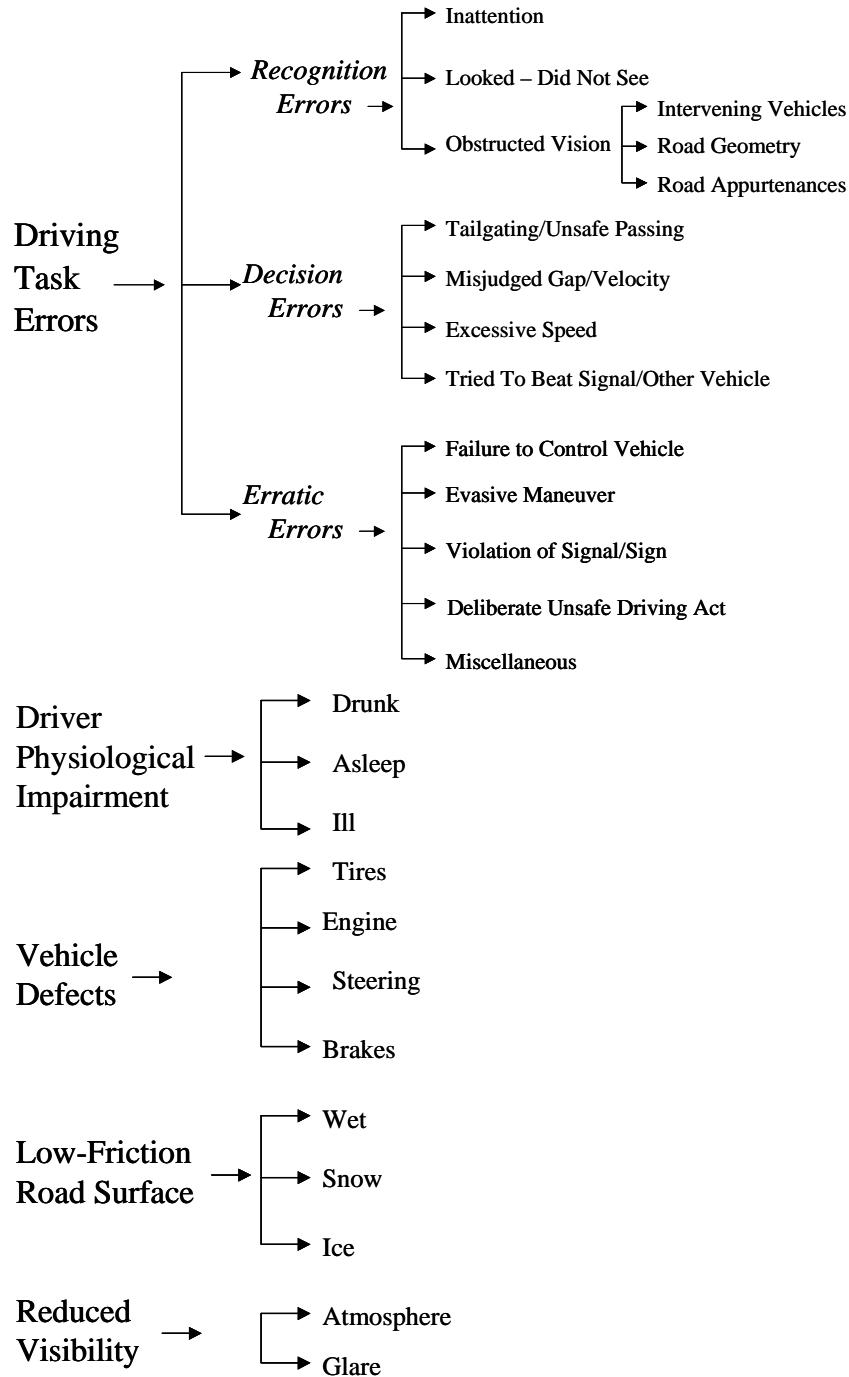 Driving
Task
Errors
Recognition
Errors
Inattention
Looked – Did Not See
Obstructed Vision
Intervening Vehicles
Road Geometry
Road Appurtenances
Decision
Errors
Tailgating/Unsafe Passing
Misjudged Gap/Velocity
Excessive Speed
Tried To Beat Signal/Other Vehicle
Erratic
Errors
Failure to Control Vehicle
Evasive Maneuver
Violation of Signal/Sign
Deliberate Unsafe Driving Act
Miscellaneous
Driver
Physiological
Impairment
Drunk
Asleep
Ill
Vehicle
Defects
Tires
Engine
Steering
Brakes
Low-Friction
Road Surface
Wet
Snow
Ice
Reduced
Visibility
Atmosphere
Glare